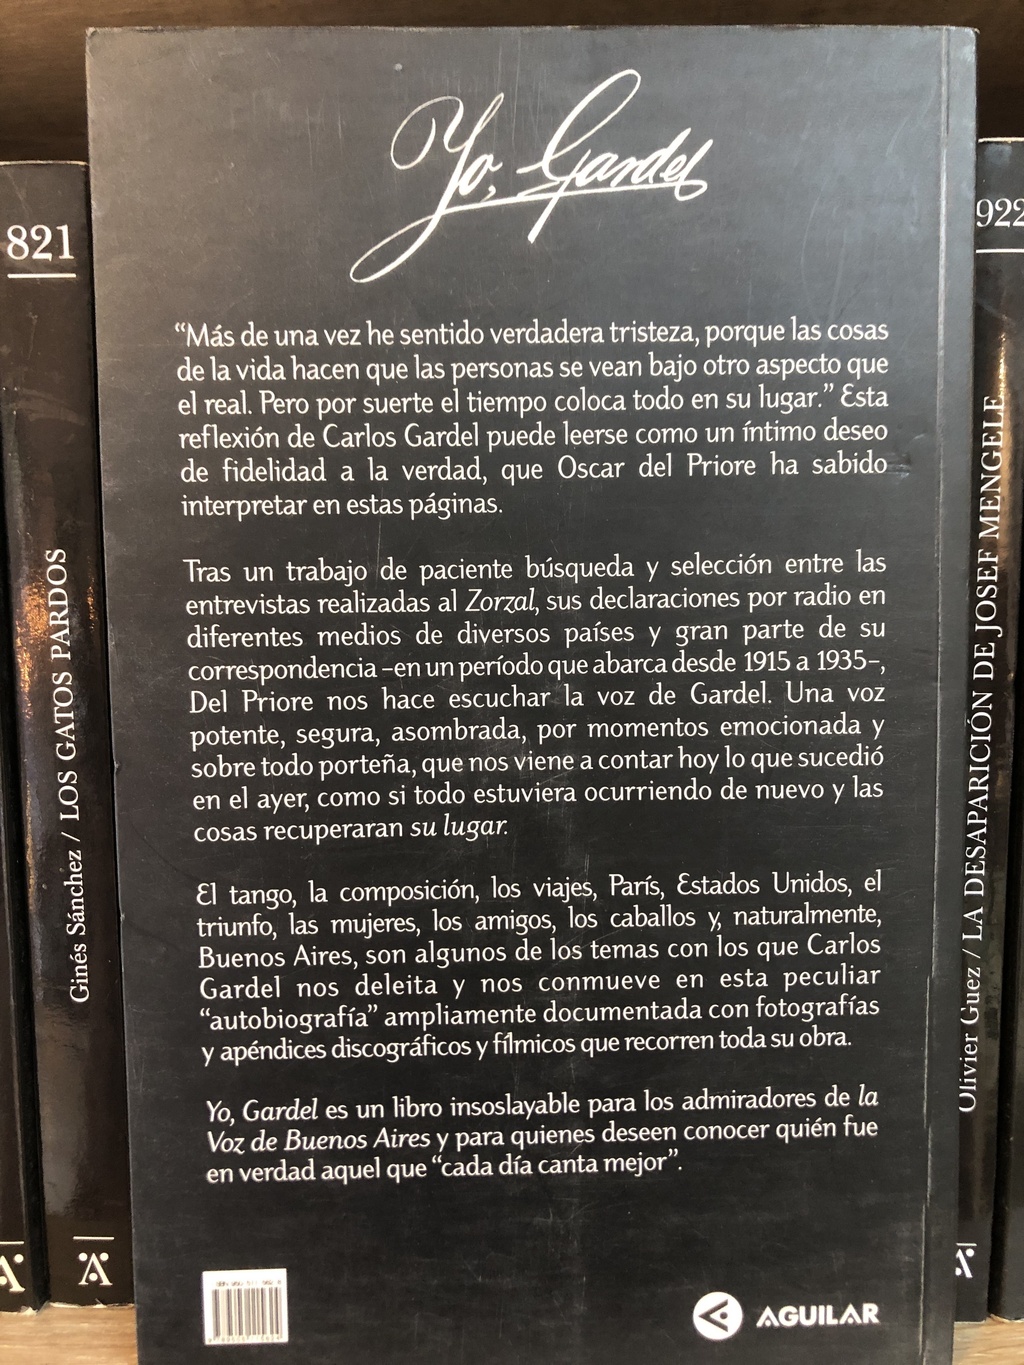 Yo, Gardel
“Más de una vez he sentido verdadera tristeza, porque las cosas
de la vida hacen que las personas se vean bajo otro aspecto que
el real. Pero por suerte el tiempo coloca todo en su lugar.” Esta
reflexión de Carlos Gardel puede leerse como un íntimo deseo
de fidelidad a la verdad, que Oscar del Priore ha sabido
interpretar en estas páginas.
Tras un trabajo de paciente búsqueda y selección entre las
entrevistas realizadas al Zorzal, sus declaraciones por radio en
diferentes medios de diversos países y gran parte de su
correspondencia –en un período que abarca desde 1915 a 1935–,
Del Priore nos hace escuchar la voz de Gardel. Una voz
potente, segura, asombrada, por momentos emocionada y
sobre todo porteña, que nos viene a contar hoy lo que sucedió
en el ayer, como si todo estuviera ocurriendo de nuevo y las
cosas recuperaran su lugar.
El tango, la composición, los viajes, París, Estados Unidos, el
triunfo, las mujeres, los amigos, los caballos y, naturalmente,
Buenos Aires, son algunos de los temas con los que Carlos
Gardel nos deleita y nos conmueve en esta peculiar
“autobiografía” ampliamente documentada con fotografías
y apéndices discográficos y fílmicos que recorren toda su obra.
Yo, Gardel es un libro insoslayable para los admiradores de la
Voz de Buenos Aires y para quienes deseen conocer quién fue
en verdad aquel que “cada día canta mejor”.
AGUILAR
821
Ginés Sánchez / LOS GATOS PARDOS
922
Olivier Guez / LA DESAPARICIÓN DE JOSEF MENGELE